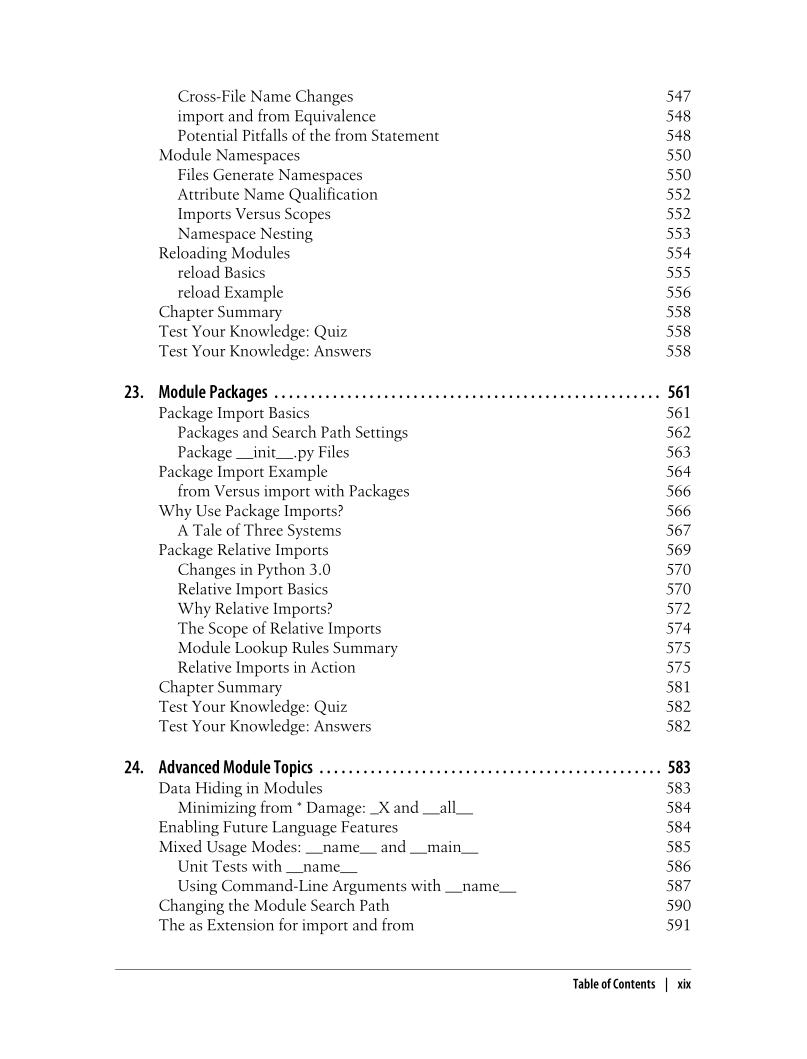 Cross-File Name Changes 547
import and from Equivalence 548
Potential Pitfalls of the from Statement 548
Module Namespaces 550
Files Generate Namespaces 550
Attribute Name Qualification 552
Imports Versus Scopes 552
Namespace Nesting 553
Reloading Modules 554
reload Basics 555
reload Example 556
Chapter Summary 558
Test Your Knowledge: Quiz 558
Test Your Knowledge: Answers 558
23. Module Packages . . . . . . . . . . . . . . . . . . . . . . . . . . . . . . . . . . . . . . . . . . . . . . . . . . . . . 561
Package Import Basics 561
Packages and Search Path Settings 562
Package __init__.py Files 563
Package Import Example 564
from Versus import with Packages 566
Why Use Package Imports? 566
A Tale of Three Systems 567
Package Relative Imports 569
Changes in Python 3.0 570
Relative Import Basics 570
Why Relative Imports? 572
The Scope of Relative Imports 574
Module Lookup Rules Summary 575
Relative Imports in Action 575
Chapter Summary 581
Test Your Knowledge: Quiz 582
Test Your Knowledge: Answers 582
24. Advanced Module Topics . . . . . . . . . . . . . . . . . . . . . . . . . . . . . . . . . . . . . . . . . . . . . . . 583
Data Hiding in Modules 583
Minimizing from * Damage: _X and __all__ 584
Enabling Future Language Features 584
Mixed Usage Modes: __name__ and __main__ 585
Unit Tests with __name__ 586
Using Command-Line Arguments with __name__ 587
Changing the Module Search Path 590
The as Extension for import and from 591
Table of Contents | xix